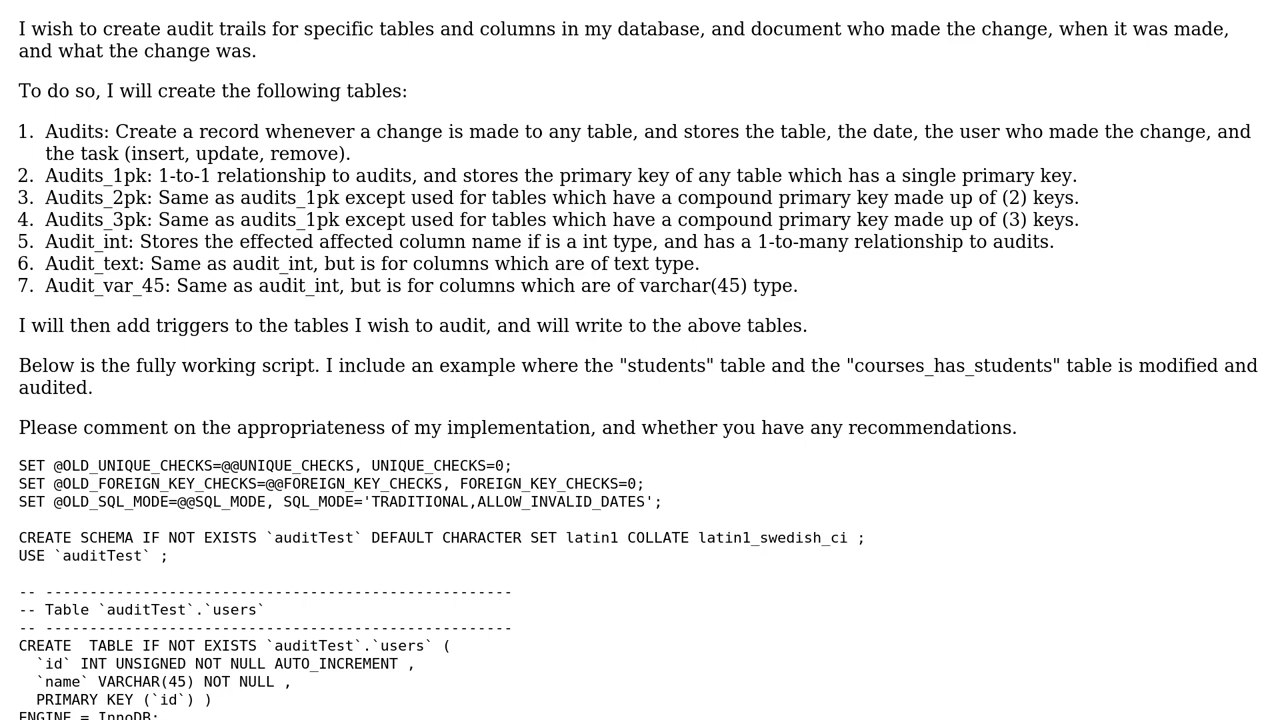 I wish to create audit trails for specific tables and columns in my database, and document who made the change, when it was made,
and what the change was.
To do so, I will create the following tables:
1. Audits: Create a record whenever a change is made to any table, and stores the table, the date, the user who made the change, and
the task (insert, update, remove).
2. Audits_1pk: 1-to-1 relationship to audits, and stores the primary key of any table which has a single primary key.
3. Audits_2pk: Same as audits_1pk except used for tables which have a compound primary key made up of (2) keys.
4. Audits_3pk: Same as audits_1pk except used for tables which have a compound primary key made up of (3) keys.
5. Audit_int: Stores the effected affected column name if is a int type, and has a 1-to-many relationship to audits.
6. Audit_text: Same as audit_int, but is for columns which are of text type.
7. Audit_var_45: Same as audit_int, but is for columns which are of varchar(45) type.
I will then add triggers to the tables I wish to audit, and will write to the above tables.
Below is the fully working script. I include an example where the "students" table and the "courses_has_students" table is modified and
audited.
Please comment on the appropriateness of my implementation, and whether you have any recommendations.
SET @OLD_UNIQUE_CHECKS=@@UNIQUE_CHECKS, UNIQUE_CHECKS=0;
SET @OLD_FOREIGN_KEY_CHECKS=@@FOREIGN_KEY_CHECKS, FOREIGN_KEY_CHECKS=0;
SET @OLD_SQL_MODE=@@SQL_MODE, SQL_MODE='TRADITIONAL,ALLOW_INVALID_DATES';
CREATE SCHEMA IF NOT EXISTS `auditTest` DEFAULT CHARACTER SET latin1 COLLATE latin1_swedish_ci ;
USE `auditTest` ;
-- -----------------------------------------------------
-- Table `auditTest`.`users`
-- -----------------------------------------------------
CREATE  TABLE IF NOT EXISTS `auditTest`.`users` (
  `id` INT UNSIGNED NOT NULL AUTO_INCREMENT ,
  `name` VARCHAR(45) NOT NULL ,
  PRIMARY KEY (`id`) )
ENGINE = InnoDB;